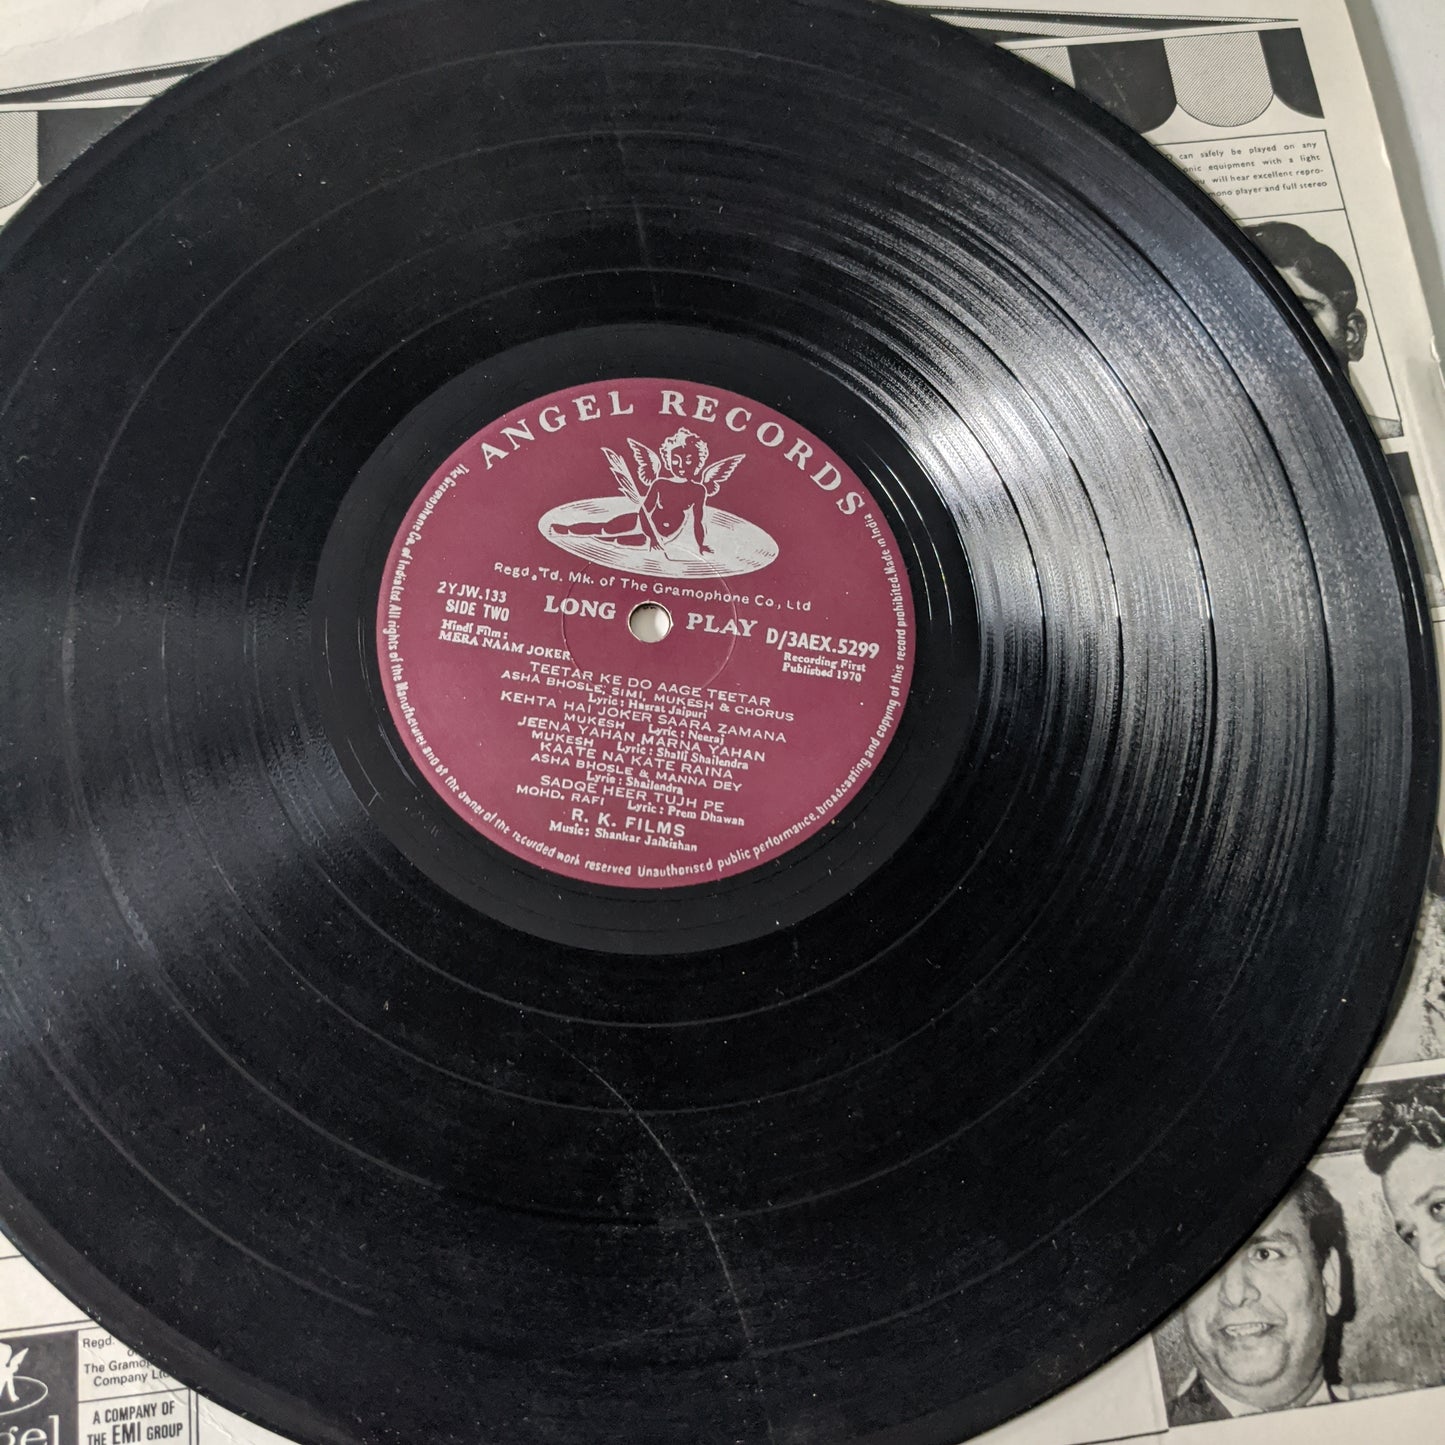 ANGEL RECORDS
Regd. Td. Mk. of The Gramophone Co., Ltd
2YJW.133
SIDE TWO
LONG PLAY
D/3AEX.5299
Recording First
Published 1970
Hindi Film:
MERA NAAM JOKER
TEETAR KE DO AAGE TEETAR
ASHA BHOSLE, SIMI, MUKESH & CHORUS
Lyric: Hasrat Jaipuri
KEHTA HAI JOKER SAARA ZAMANA
MUKESH Lyric: Neeraj
JEENA YAHAN MARNA YAHAN
MUKESH Lyric: Shalli Shailendra
KAATE NA KATE RAINA
ASHA BHOSLE & MANNA DEY
Lyric: Shailendra
SADQE HEER TUJH PE
MOHD. RAFI Lyric: Prem Dhawan
R. K. FILMS
Music: Shankar Jaikishan
The Gramophone Co. of India Ltd All rights of the Manufacturer and of the owner of the recorded work reserved Unauthorised public performance, broadcasting and copying of this record prohibited. Made in India
can safely be played on any
equipment with a light
will hear excellent repro-
mono player and full stereo
Regd.
The Gramo
Company Lt
A COMPANY OF
THE EMI GROUP
gel